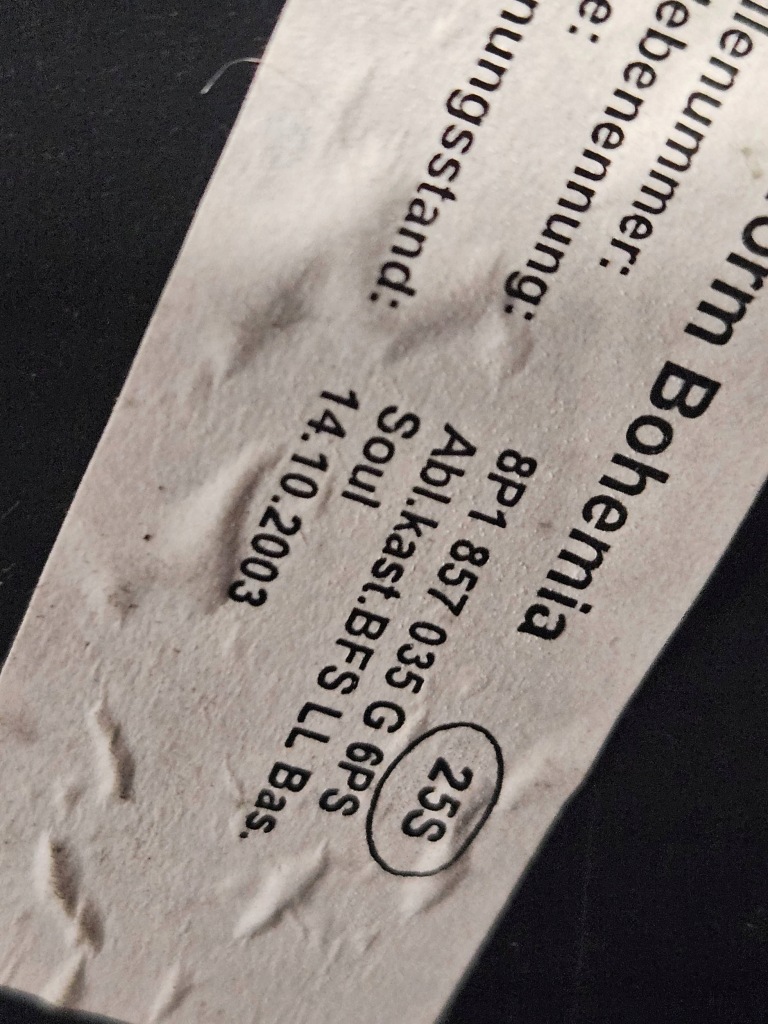 orm Bohemia
llenummer: 8P1 857 035 G 6PS
ebenennung: Abl.kast.BFS LL Bas.
e: Soul
nungsstand: 14.10.2003
25S